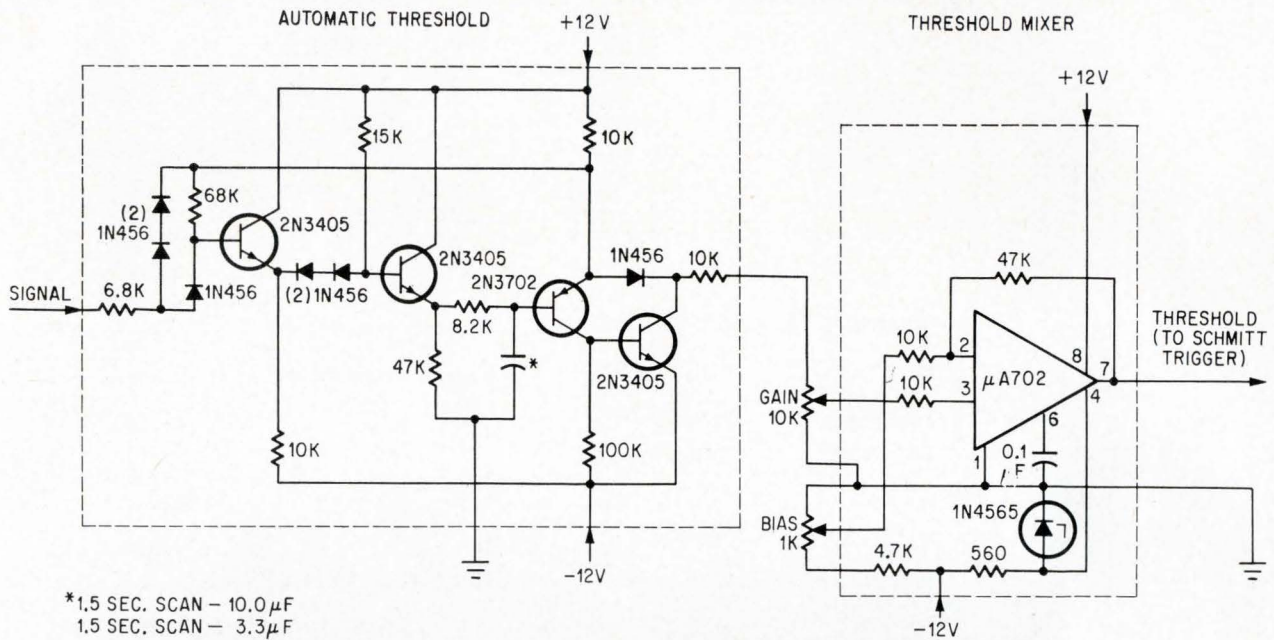 AUTOMATIC THRESHOLD
+12V
THRESHOLD MIXER
+12V
15K
10K
68K
(2)
1N456
2N3405
2N3405
1N456
10K
47K
SIGNAL
6.8K
1N456
(2) 1N456
2N3702
8.2K
THRESHOLD
(TO SCHMITT
TRIGGER)
10K
2
8
7
μA702
47K
*
2N3405
GAIN
10K
10K
3
4
6
10K
100K
1
0.1
μF
1N4565
BIAS
1K
4.7K
560
-12V
-12V
*1.5 SEC. SCAN – 10.0μF
1.5 SEC. SCAN – 3.3μF